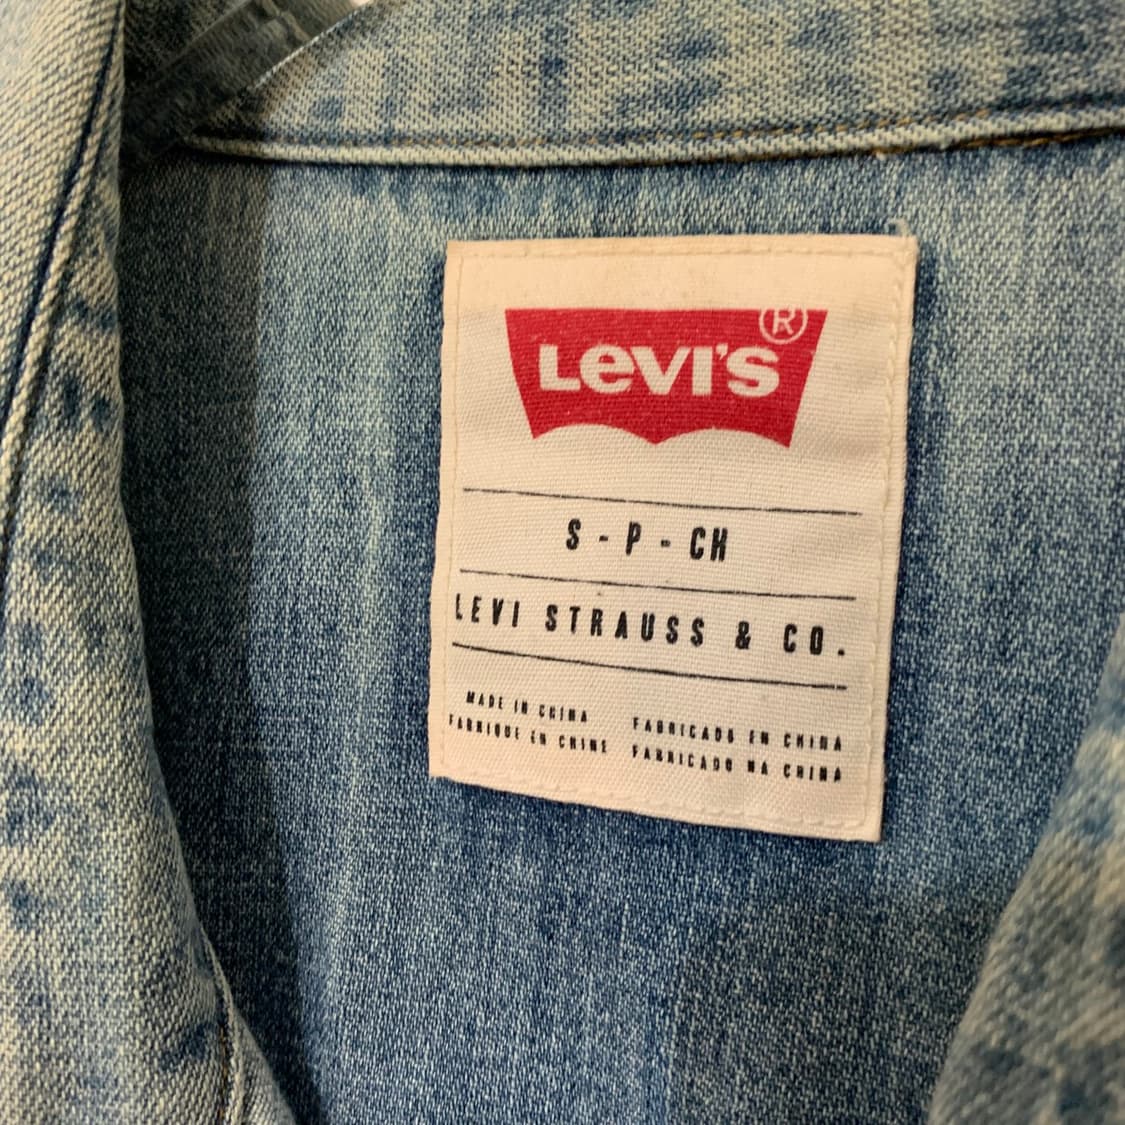 LEVI'S ®
S - P - CH
LEVI STRAUSS & CO.
MADE IN CHINA
FABRIQUE EN CHINE
FABRICADO EN CHINA
FABRICADO NA CHINA